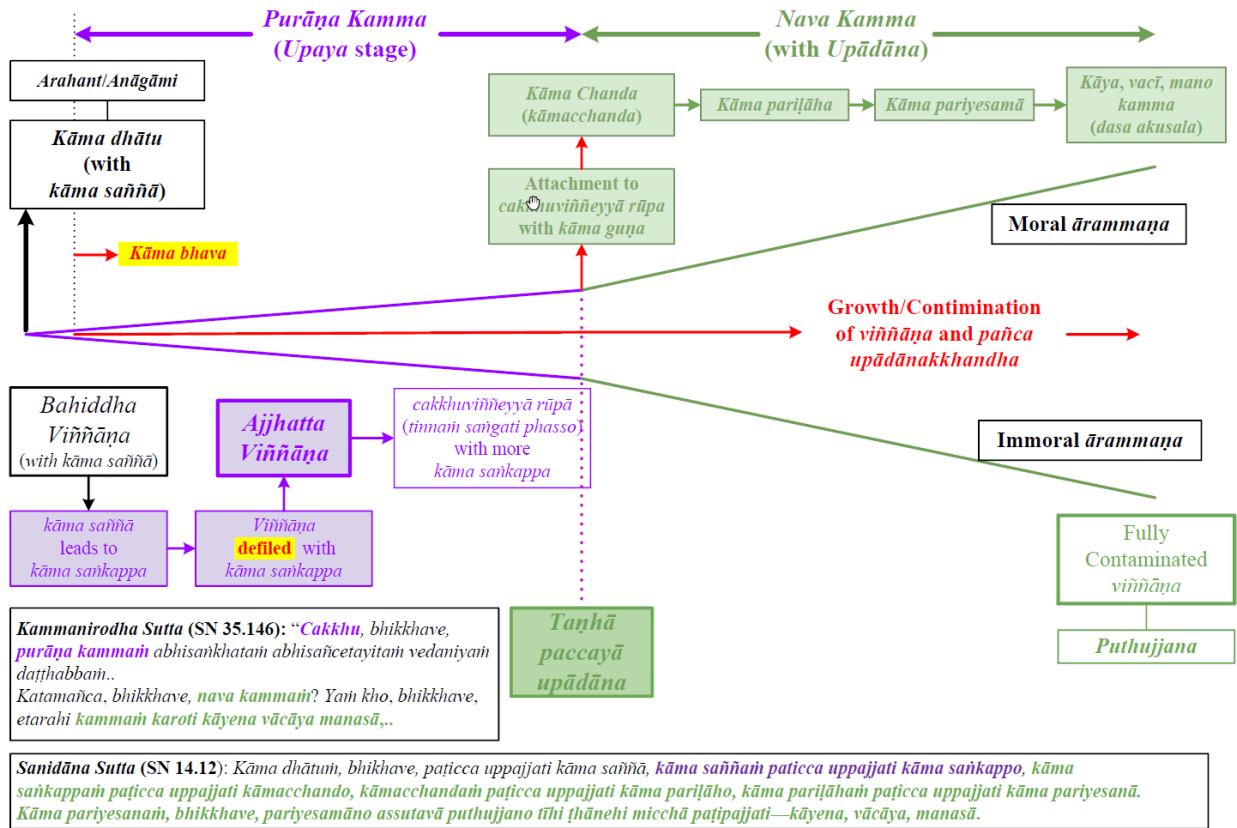 Purāṇa Kamma
(Upaya stage)
Nava Kamma
(with Upādāna)
Arahant/Anāgāmi
Kāma dhātu
(with
kāma saññā)
Kāma bhava
Kāma Chanda
(kāmacchanda)
Kāma pariḷāha
Kāma pariyesamā
Kāya, vacī, mano
kamma
(dasa akusala)
Attachment to
cakkhuviññeyyā rūpa
with kāma guṇa
Moral ārammaṇa
Growth/Contimination
of viññāṇa and pañca
upādānakkhandha
Bahiddha
Viññāṇa
(with kāma saññā)
Ajjhatta
Viññāṇa
cakkhuviññeyyā rūpā
(tinnaṁ saṅgati phasso)
with more
kāma saṅkappa
Immoral ārammaṇa
kāma saññā
leads to
kāma saṅkappa
Viññāṇa
defiled with
kāma saṅkappa
Fully
Contaminated
viññāṇa
Puthujjana
Taṇhā
paccayā
upādāna
Kammanirodha Sutta (SN 35.146): “Cakkhu, bhikkhave,
purāṇa kammaṁ abhisaṅkhataṁ abhisañcetayitaṁ vedaniyaṁ
daṭṭhabbaṁ..
Katamañca, bhikkhave, nava kammaṁ? Yaṁ kho, bhikkhave,
etarahi kammaṁ karoti kāyena vācāya manasā,..
Sanidāna Sutta (SN 14.12): Kāma dhātuṁ, bhikhave, paṭicca uppajjati kāma saññā, kāma saññaṁ paticca uppajjati kāma saṅkappo, kāma
saṅkappaṁ paṭicca uppajjati kāmacchando, kāmacchandaṁ paṭicca uppajjati kāma pariḷāho, kāma pariḷāhaṁ paṭicca uppajjati kāma pariyesanā.
Kāma pariyesanaṁ, bhikkhave, pariyesamāno assutavā puthujjano tīhi ṭhānehi micchā paṭipajjati—kāyena, vācāya, manasā.